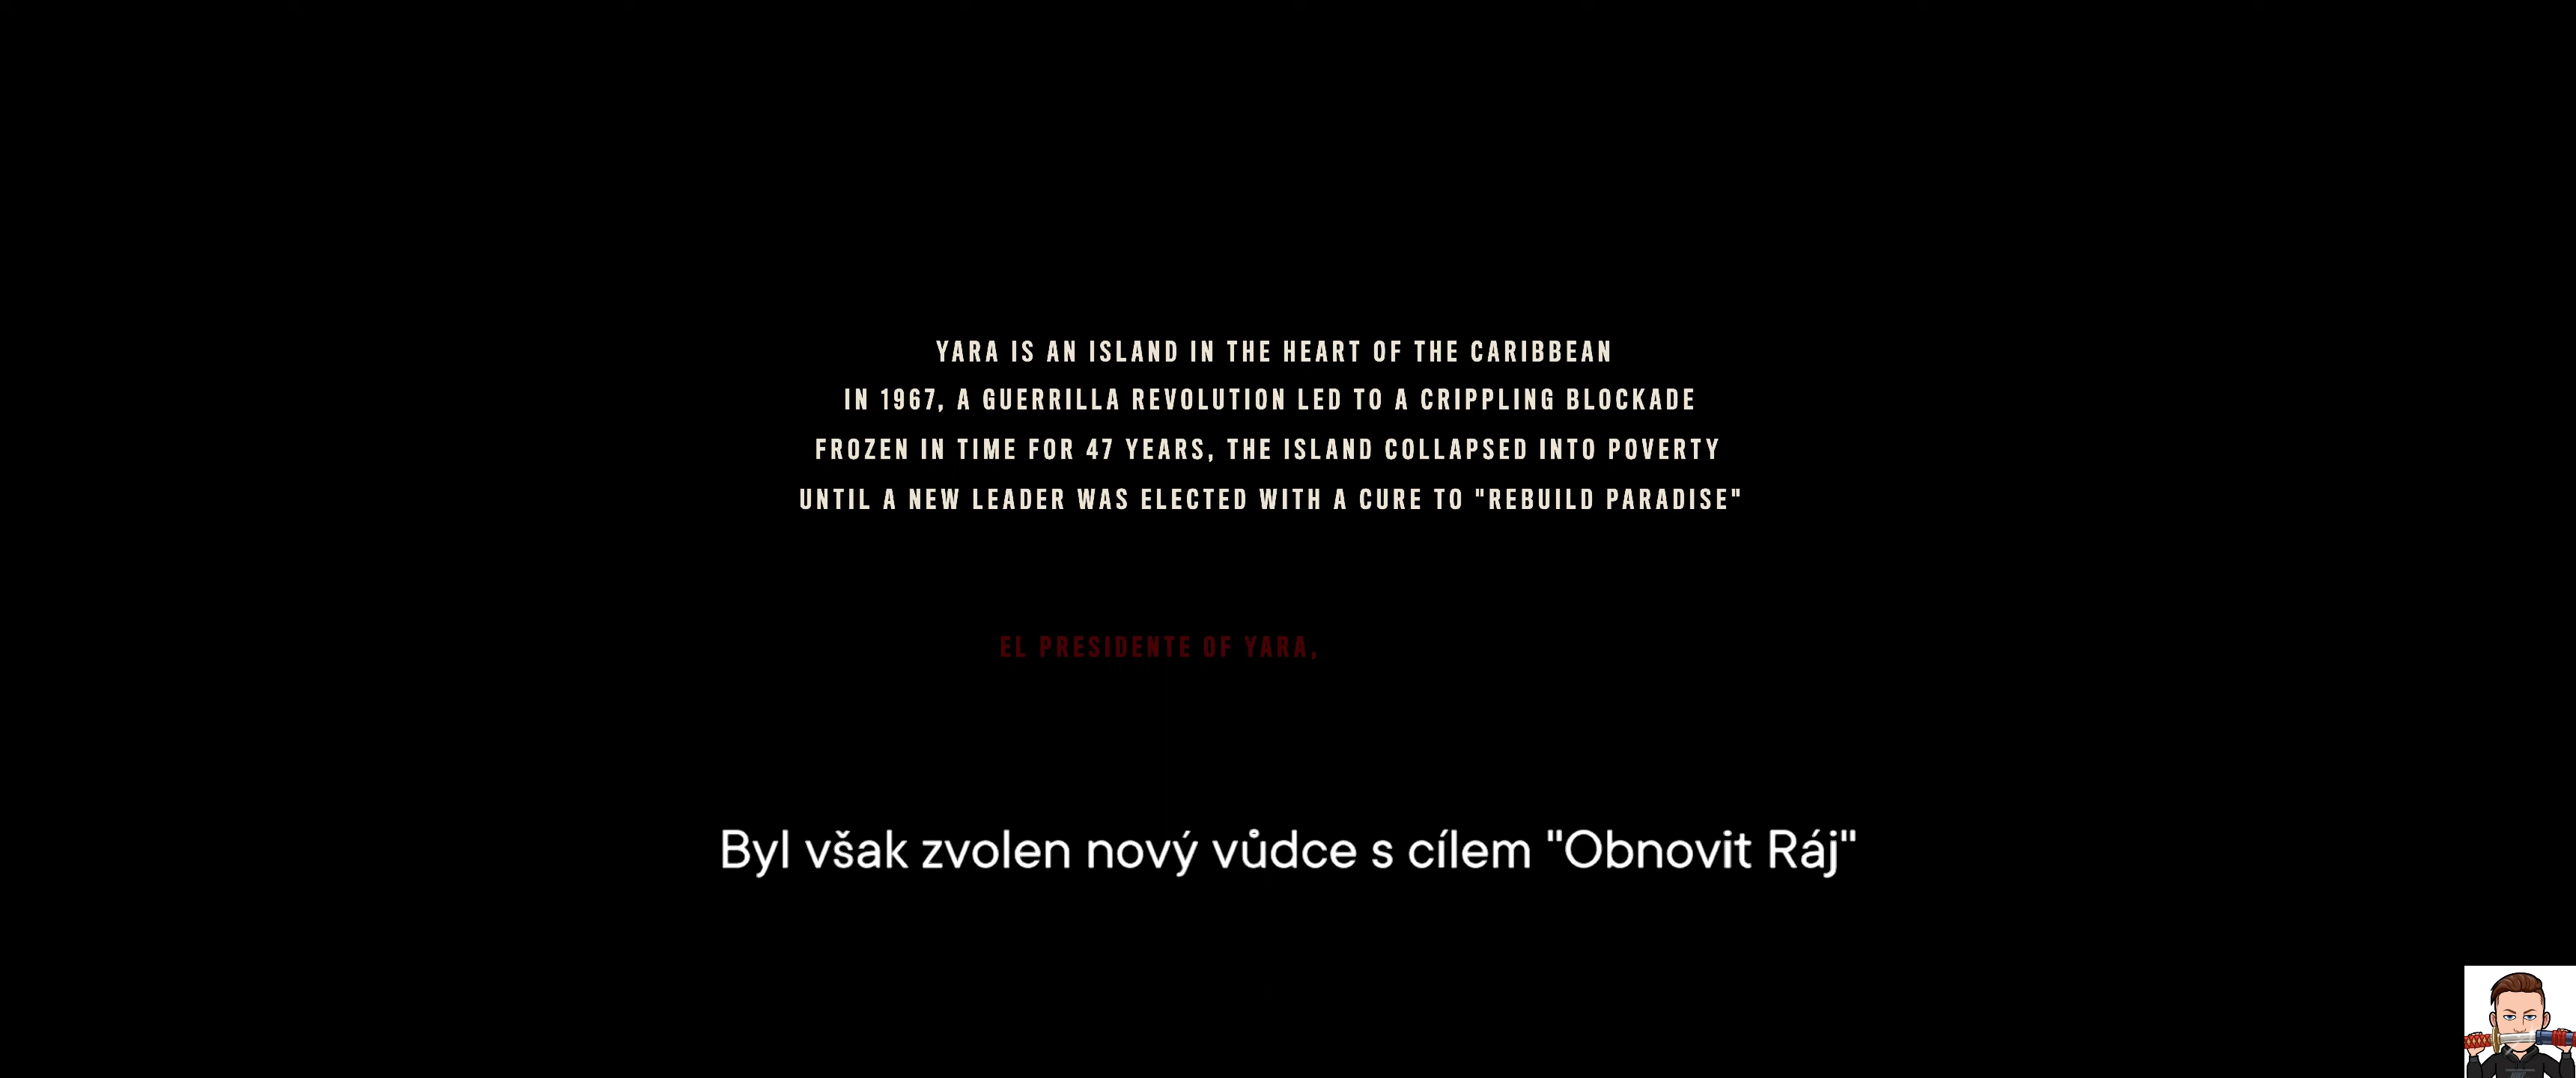 YARA IS AN ISLAND IN THE HEART OF THE CARIBBEAN
IN 1967, A GUERRILLA REVOLUTION LED TO A CRIPPLING BLOCKADE
FROZEN IN TIME FOR 47 YEARS, THE ISLAND COLLAPSED INTO POVERTY
UNTIL A NEW LEADER WAS ELECTED WITH A CURE TO "REBUILD PARADISE"
EL PRESIDENTE OF YARA,
Byl však zvolen nový vůdce s cílem "Obnovit Ráj"